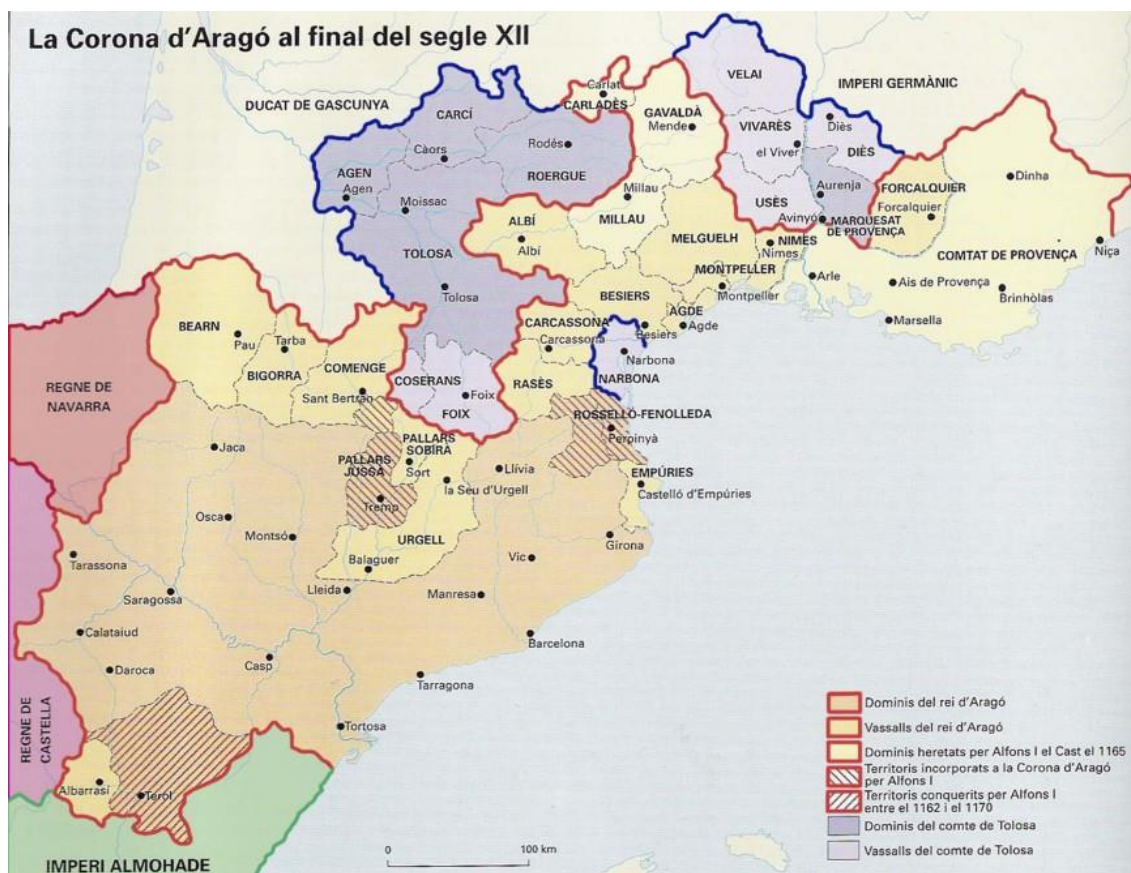 La Corona d'Aragó al final del segle XII
DUCAT DE GASCUNYA
IMPERI GERMÀNIC
VELAI
Carlat
CARLADÈS
GAVALDÀ
Mende
CARCÍ
Càors
Rodés
ROERGUE
VIVARÈS
el Viver
Diès
DIÈS
AGEN
Agen
Moissac
Millau
MILLAU
USÈS
Aurenja
Avinyó
MARQUESAT
DE PROVENÇA
FORCALQUIER
Forcalquier
Dinha
ALBÍ
Albí
MELGUELH
NIMES
Nimes
COMTAT DE PROVENÇA
Niça
TOLOSA
Tolosa
MONTPELLER
Montpeller
Arle
Ais de Provença
Brinhòlas
Marsella
BESIERS
Besiers
AGDE
Agde
BEARN
Pau
Tarba
BIGORRA
COMENGE
Sant Bertran
CARCASSONA
Carcassona
Narbona
NARBONA
COSERANS
Foix
FOIX
RASÈS
REGNE DE
NAVARRA
ROSSELLÓ-FENOLLEDA
Perpinyà
Jaca
PALLARS
SOBIRÀ
Sort
PALLARS
JUSSÀ
Tremp
Llívia
la Seu d'Urgell
EMPÚRIES
Castelló d'Empúries
Osca
Montsó
URGELL
Balaguer
Girona
Vic
Tarassona
Saragossa
Lleida
Manresa
Calataiud
Barcelona
Daroca
Casp
Tarragona
REGNE DE
CASTELLA
Tortosa
Albarrasí
Terol
IMPERI ALMOHADE
0
100 km
Dominis del rei d'Aragó
Vassalls del rei d'Aragó
Dominis heretats per Alfons I el Cast el 1165
Territoris incorporats a la Corona d'Aragó
per Alfons I
Territoris conquerits per Alfons I
entre el 1162 i el 1170
Dominis del comte de Tolosa
Vassalls del comte de Tolosa